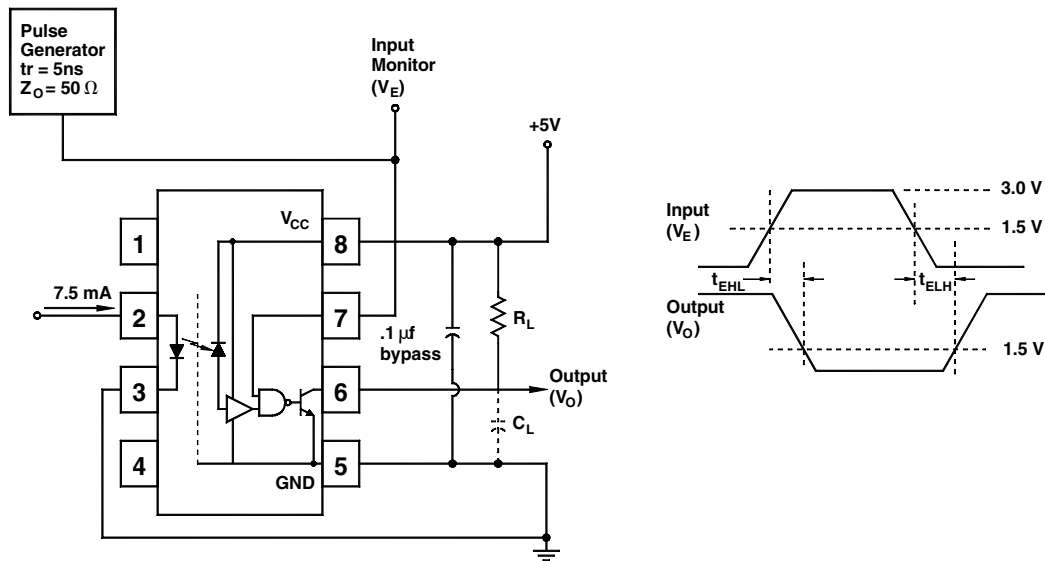 Pulse
Generator
tr = 5ns
ZO = 50 Ω
Input
Monitor
(VE)
+5V
1
2
3
4
8
7
6
5
VCC
GND
7.5 mA
.1 μf
bypass
RL
CL
Output
(VO)
Input
(VE)
3.0 V
1.5 V
tEHL
tELH
Output
(VO)
1.5 V